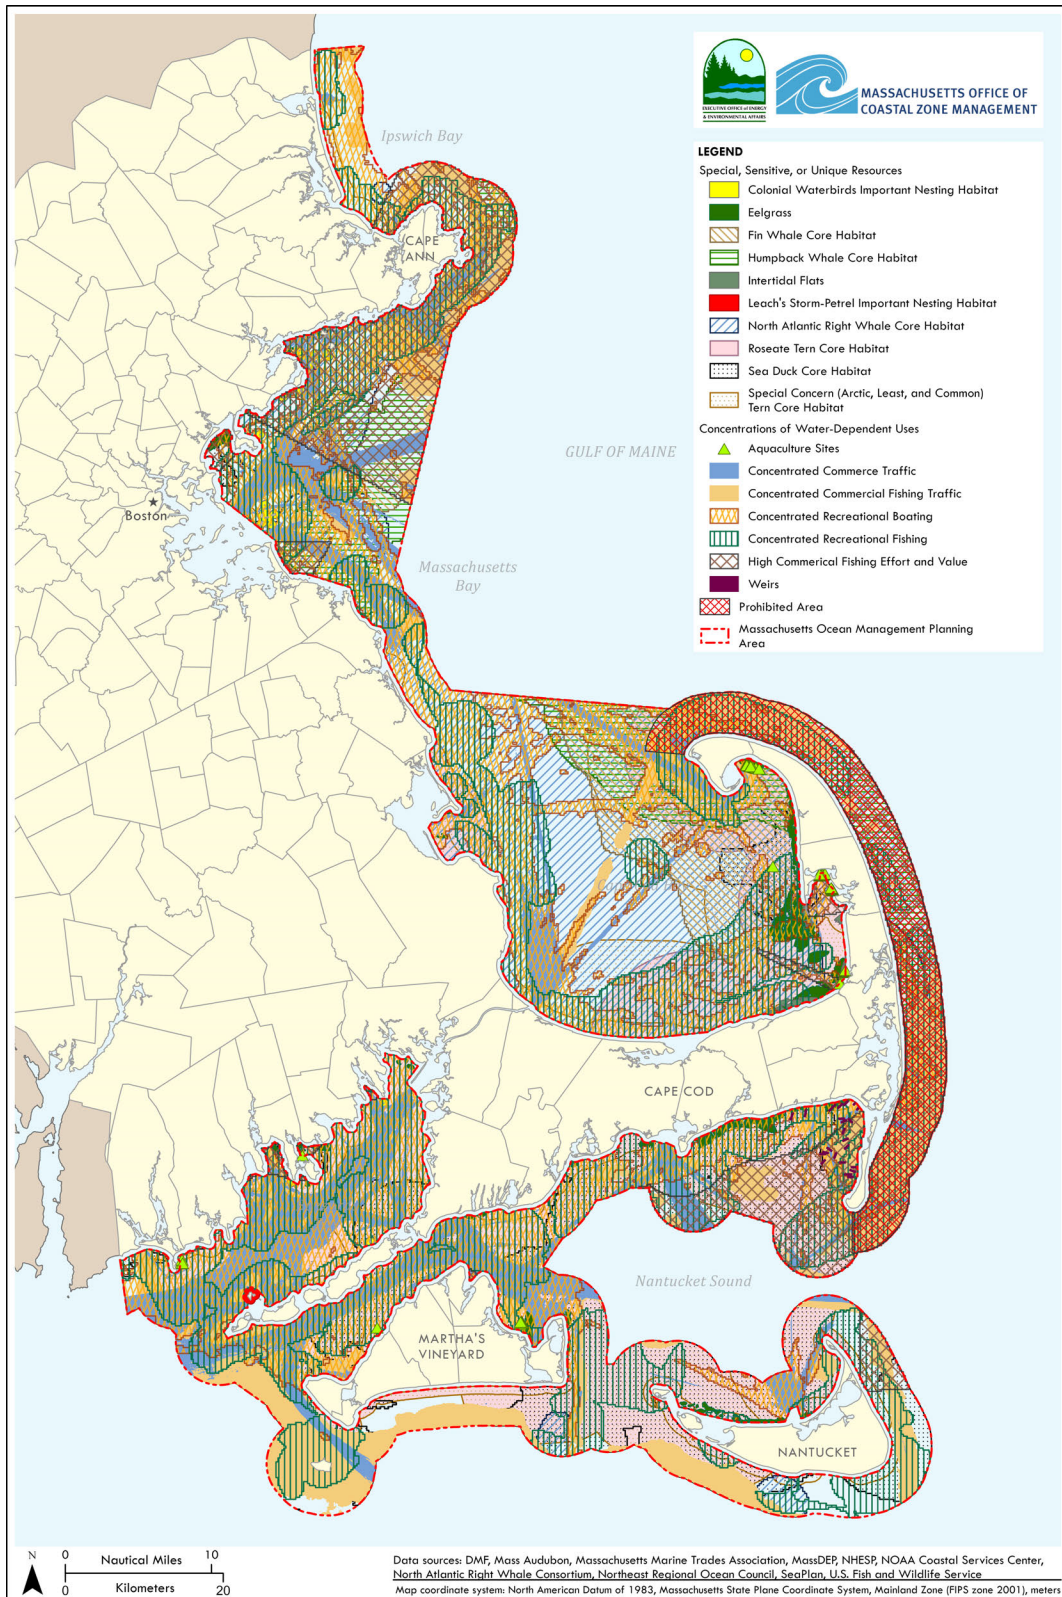 EXECUTIVE OFFICE of ENERGY
& ENVIRONMENTAL AFFAIRS
MASSACHUSETTS OFFICE OF
COASTAL ZONE MANAGEMENT
LEGEND
Special, Sensitive, or Unique Resources
Colonial Waterbirds Important Nesting Habitat
Eelgrass
Fin Whale Core Habitat
Humpback Whale Core Habitat
Intertidal Flats
Leach's Storm-Petrel Important Nesting Habitat
North Atlantic Right Whale Core Habitat
Roseate Tern Core Habitat
Sea Duck Core Habitat
Special Concern (Arctic, Least, and Common)
Tern Core Habitat
Concentrations of Water-Dependent Uses
Aquaculture Sites
Concentrated Commerce Traffic
Concentrated Commercial Fishing Traffic
Concentrated Recreational Boating
Concentrated Recreational Fishing
High Commerical Fishing Effort and Value
Weirs
Prohibited Area
Massachusetts Ocean Management Planning
Area
Ipswich Bay
CAPE
ANN
GULF OF MAINE
Boston
Massachusetts
Bay
CAPE COD
Nantucket Sound
MARTHA'S
VINEYARD
NANTUCKET
N
0 Nautical Miles 10
0 Kilometers 20
Data sources: DMF, Mass Audubon, Massachusetts Marine Trades Association, MassDEP, NHESP, NOAA Coastal Services Center,
North Atlantic Right Whale Consortium, Northeast Regional Ocean Council, SeaPlan, U.S. Fish and Wildlife Service
Map coordinate system: North American Datum of 1983, Massachusetts State Plane Coordinate System, Mainland Zone (FIPS zone 2001), meters